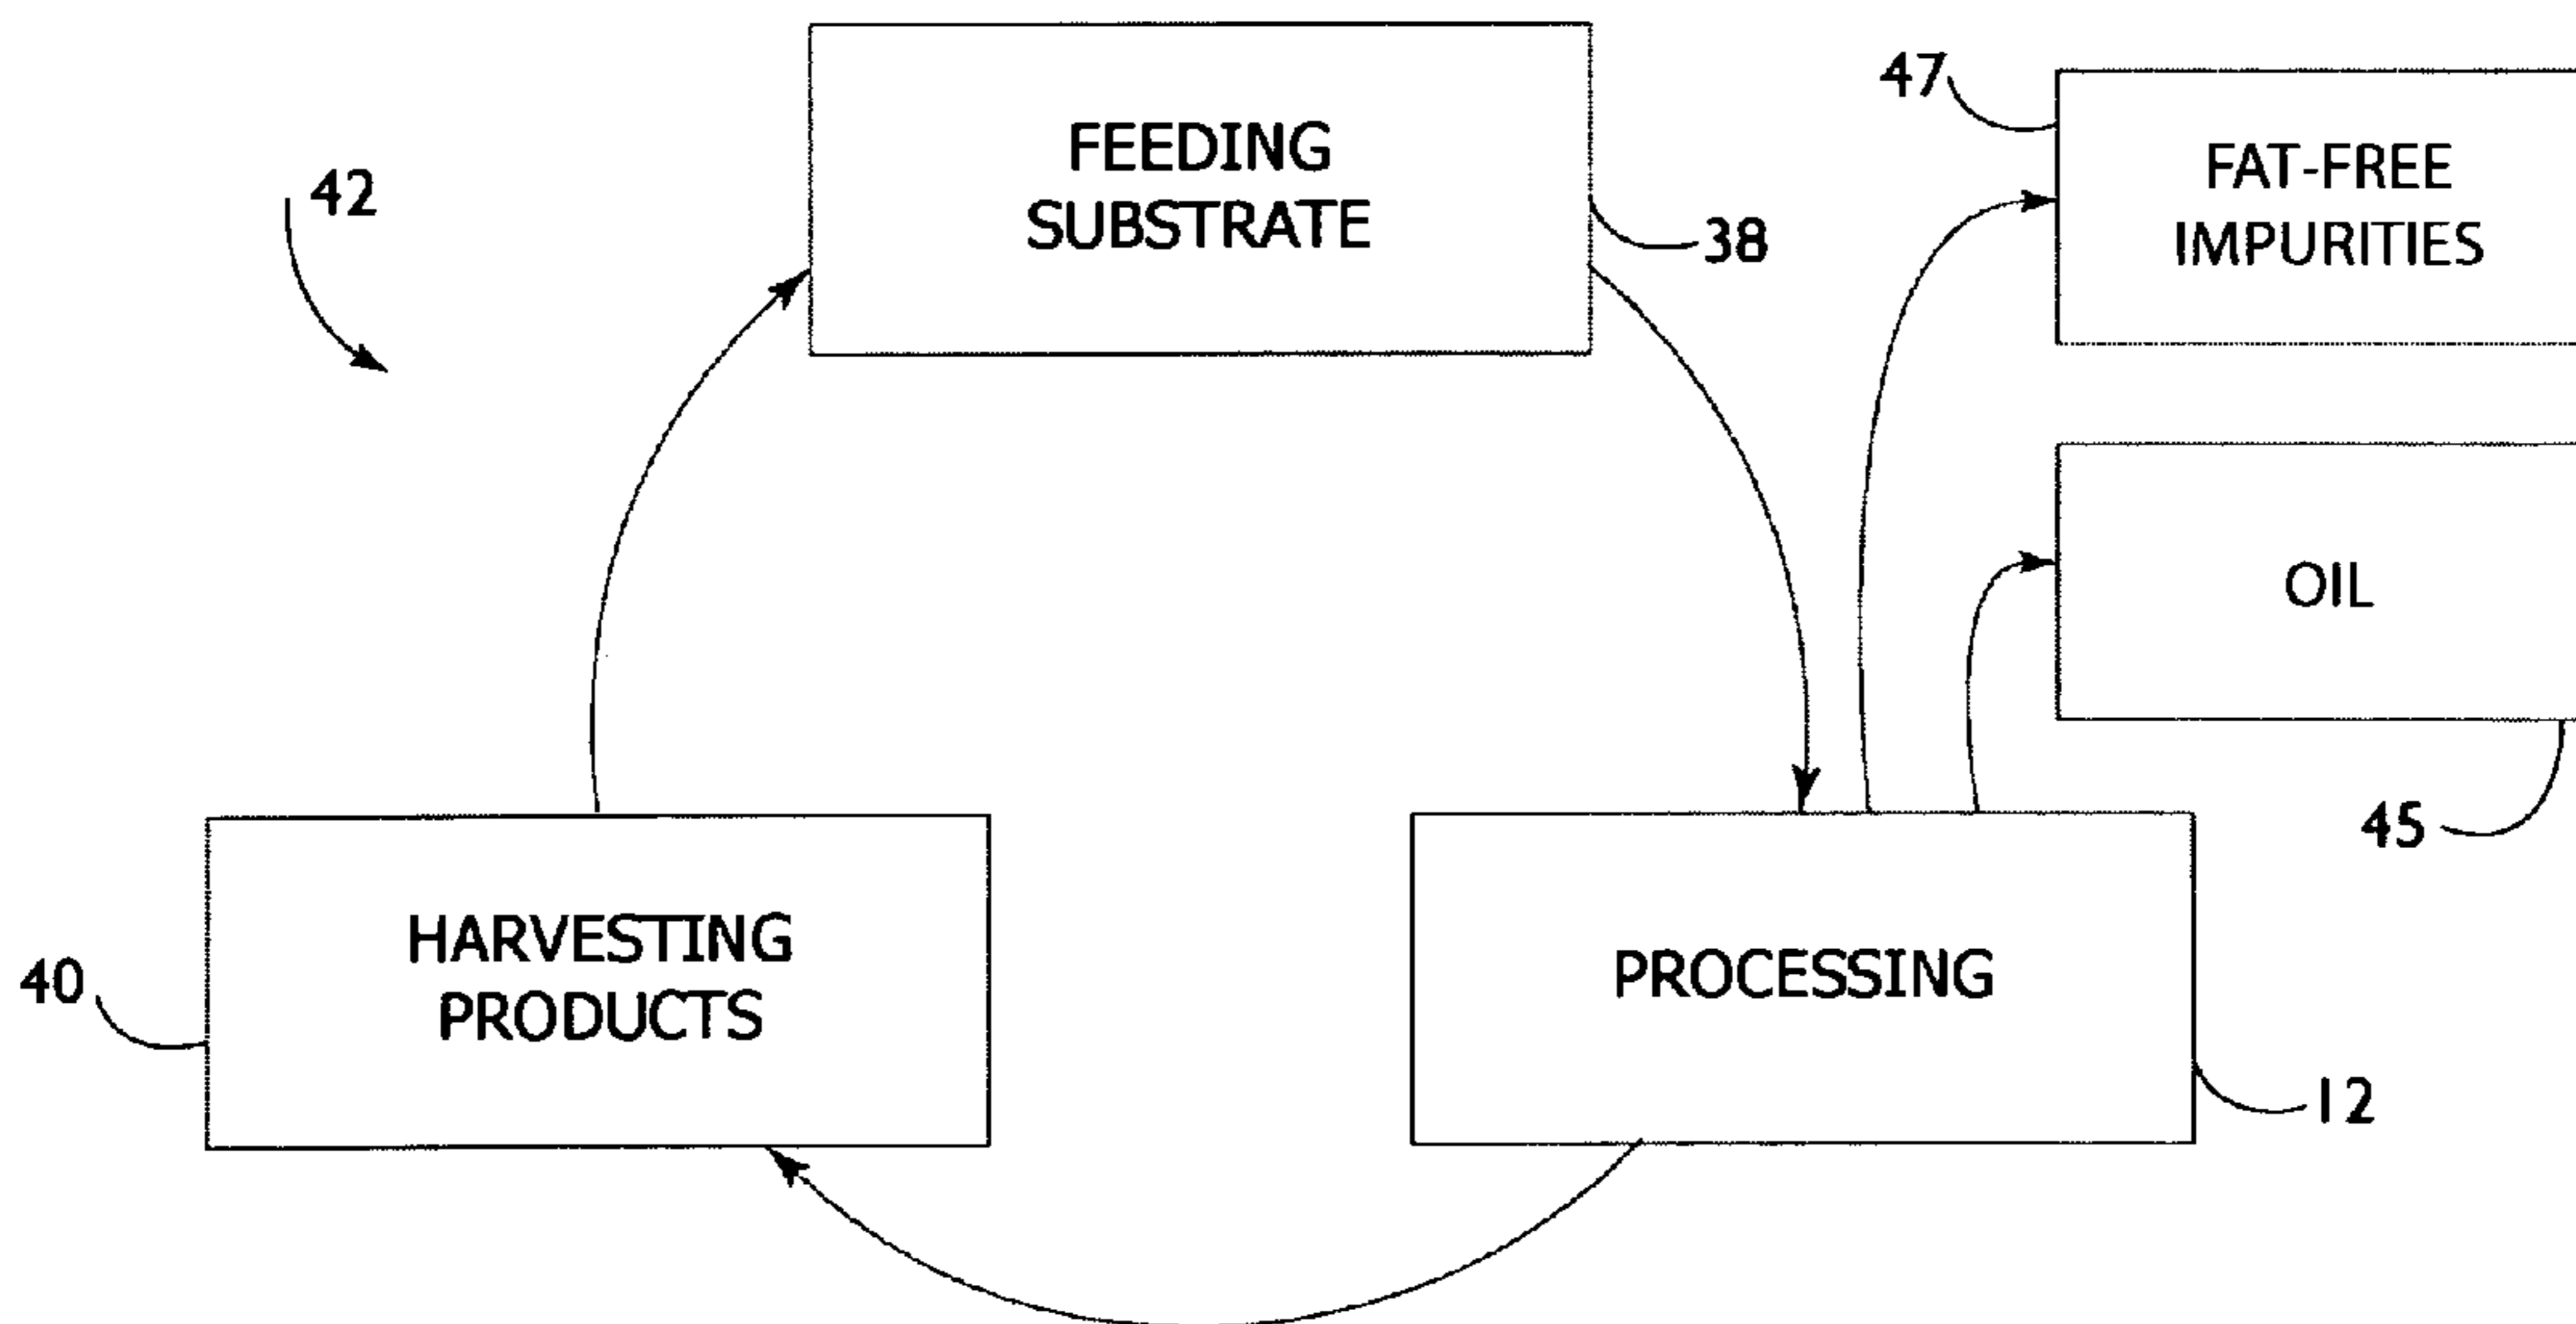 47
FEEDING
SUBSTRATE
FAT-FREE
IMPURITIES
42
38
OIL
45
HARVESTING
PRODUCTS
PROCESSING
40
12